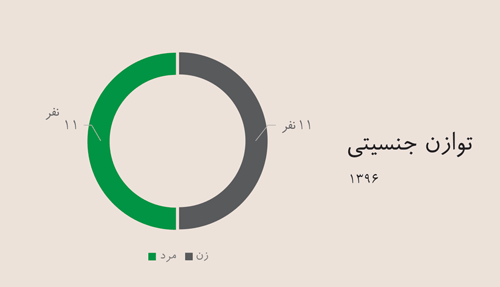 توازن جنسیتی
۱۳۹۶
۱۱ نفر
نفر
۱۱
زن
مرد